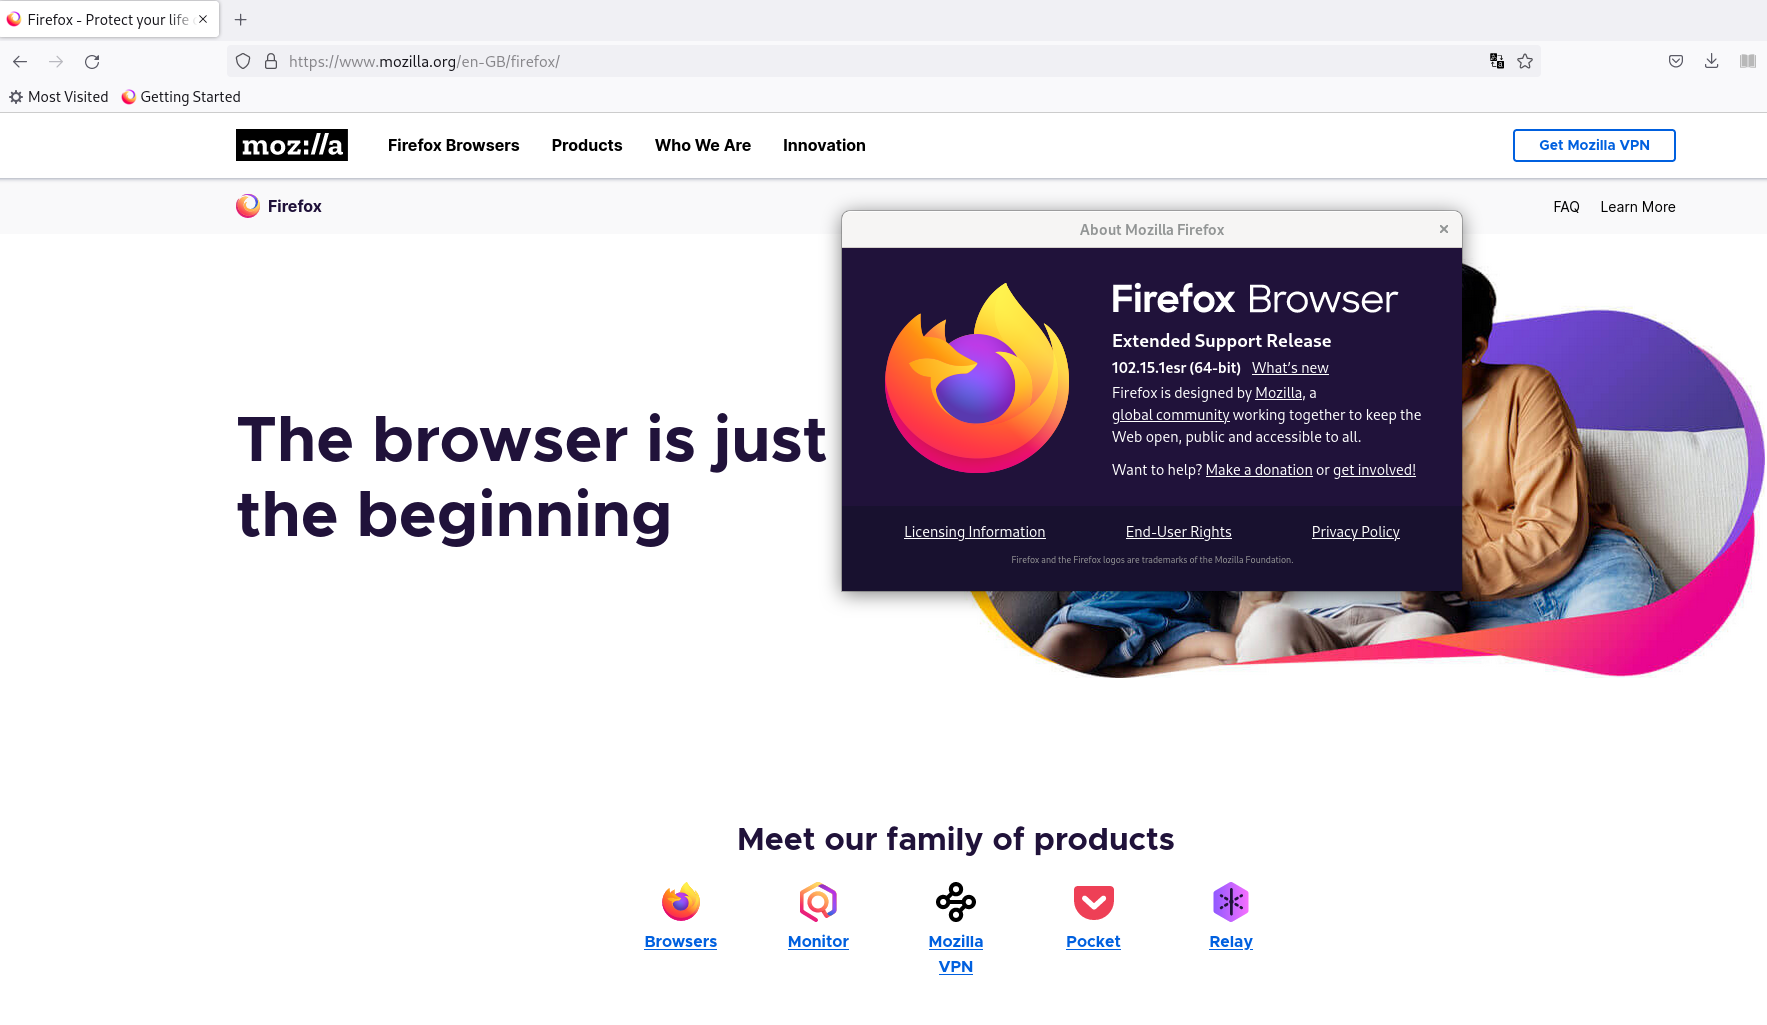 Firefox - Protect your life
https://www.mozilla.org/en-GB/firefox/
Most Visited
Getting Started
moz://a
Firefox Browsers
Products
Who We Are
Innovation
Get Mozilla VPN
Firefox
FAQ
Learn More
The browser is just
the beginning
About Mozilla Firefox
Firefox Browser
Extended Support Release
102.15.1esr (64-bit) What's new
Firefox is designed by Mozilla, a
global community working together to keep the
Web open, public and accessible to all.
Want to help? Make a donation or get involved!
Licensing Information
End-User Rights
Privacy Policy
Firefox and the Firefox logos are trademarks of the Mozilla Foundation.
Meet our family of products
Browsers
Monitor
Mozilla
VPN
Pocket
Relay